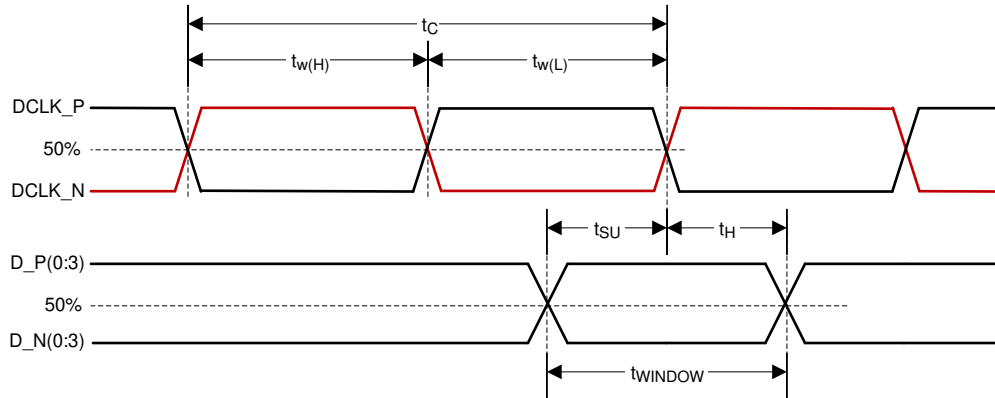 tC
tw(H) tw(L)
DCLK_P
50%
DCLK_N
tSU tH
D_P(0:3)
50%
D_N(0:3)
tWINDOW